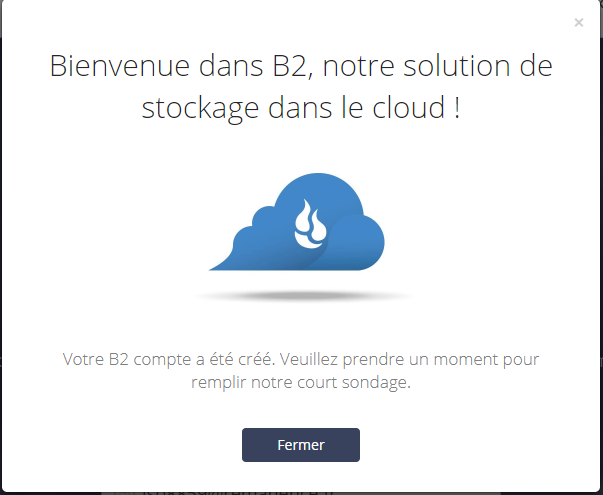 Bienvenue dans B2, notre solution de
stockage dans le cloud !
Votre B2 compte a été créé. Veuillez prendre un moment pour
remplir notre court sondage.
Fermer